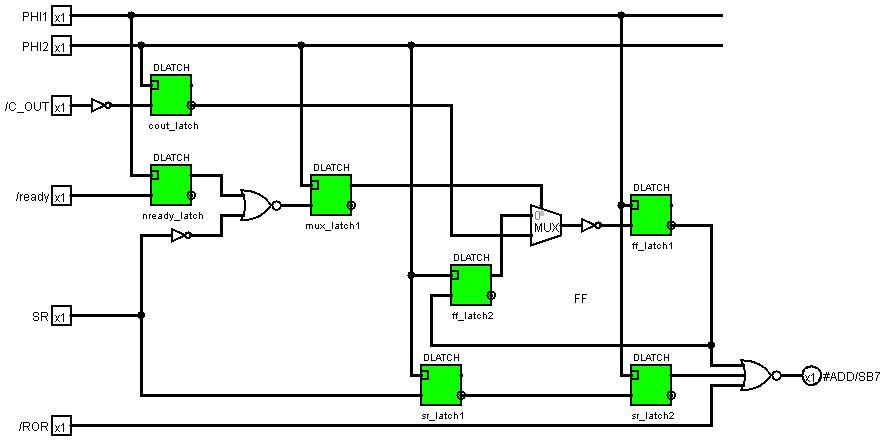 PHI1 x1
PHI2 x1
DLATCH
/C_OUT x1
cout_latch
DLATCH
/ready x1
nready_latch
DLATCH
mux_latch1
0
MUX
DLATCH
ff_latch1
DLATCH
ff_latch2
FF
SR x1
DLATCH
sr_latch1
DLATCH
sr_latch2
x1 #ADD/SB7
/ROR x1